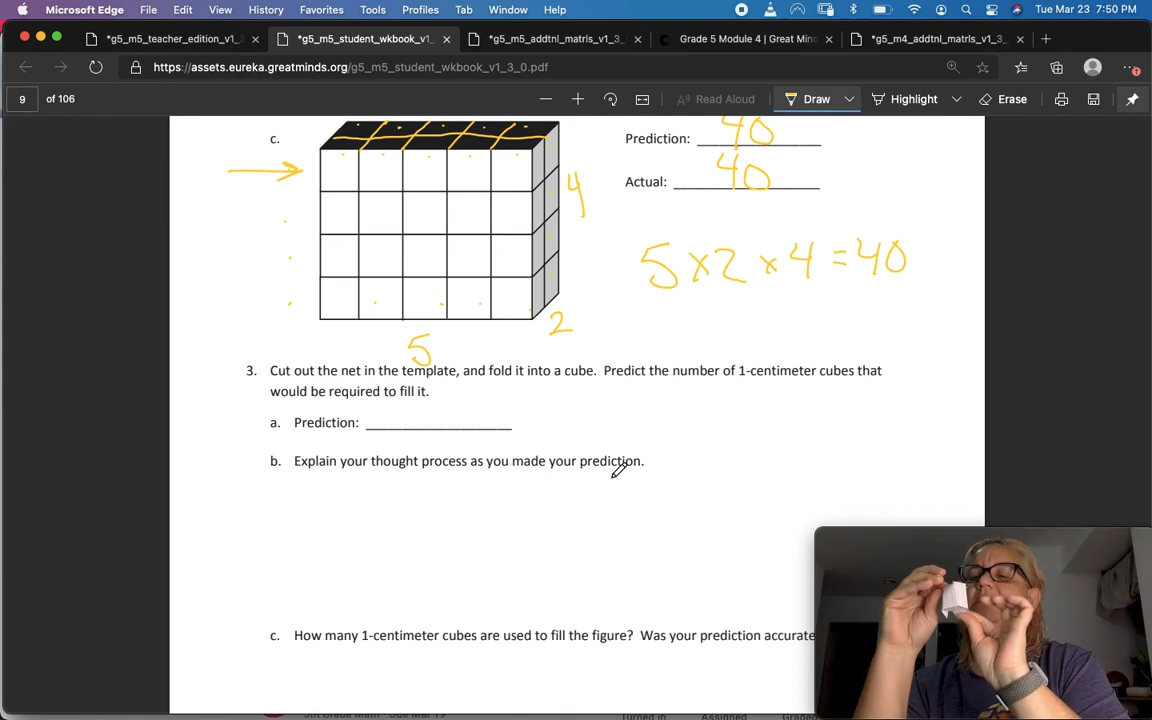 Microsoft Edge File Edit View History Favorites Tools Profiles Tab Window Help Tue Mar 23 7:50 PM
*g5_m5_teacher_edition_v1_3 *g5_m5_student_wkbook_v1_ *g5_m5_addtnl_matrls_v1_3_ Grade 5 Module 4 | Great Min *g5_m4_addtnl_matrls_v1_3_
https://assets.eureka.greatminds.org/g5_m5_student_wkbook_v1_3_0.pdf
9 of 106 Read Aloud Draw Highlight Erase
c. Prediction: 40
Actual: 40
4
5 × 2 × 4 = 40
2
5
3. Cut out the net in the template, and fold it into a cube. Predict the number of 1-centimeter cubes that
would be required to fill it.
a. Prediction:
b. Explain your thought process as you made your prediction.
c. How many 1-centimeter cubes are used to fill the figure? Was your prediction accurate